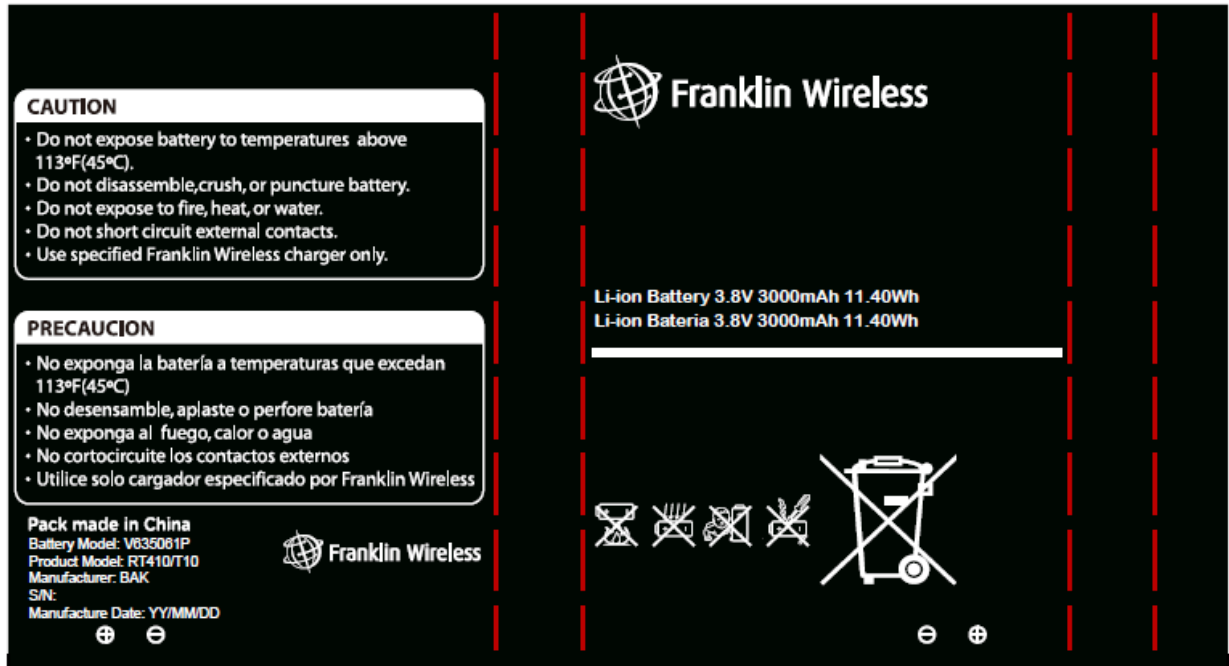 CAUTION
• Do not expose battery to temperatures above
113ºF(45ºC).
• Do not disassemble,crush, or puncture battery.
• Do not expose to fire, heat, or water.
• Do not short circuit external contacts.
• Use specified Franklin Wireless charger only.
PRECAUCION
• No exponga la batería a temperaturas que excedan
113ºF(45ºC)
• No desensamble, aplaste o perfore batería
• No exponga al fuego, calor o agua
• No cortocircuite los contactos externos
• Utilice solo cargador especificado por Franklin Wireless
Pack made in China
Battery Model: V635061P
Product Model: RT410/T10
Manufacturer: BAK
S/N:
Manufacture Date: YY/MM/DD
Franklin Wireless
⊕ ⊖
Franklin Wireless
Li-ion Battery 3.8V 3000mAh 11.40Wh
Li-ion Bateria 3.8V 3000mAh 11.40Wh
⊖ ⊕